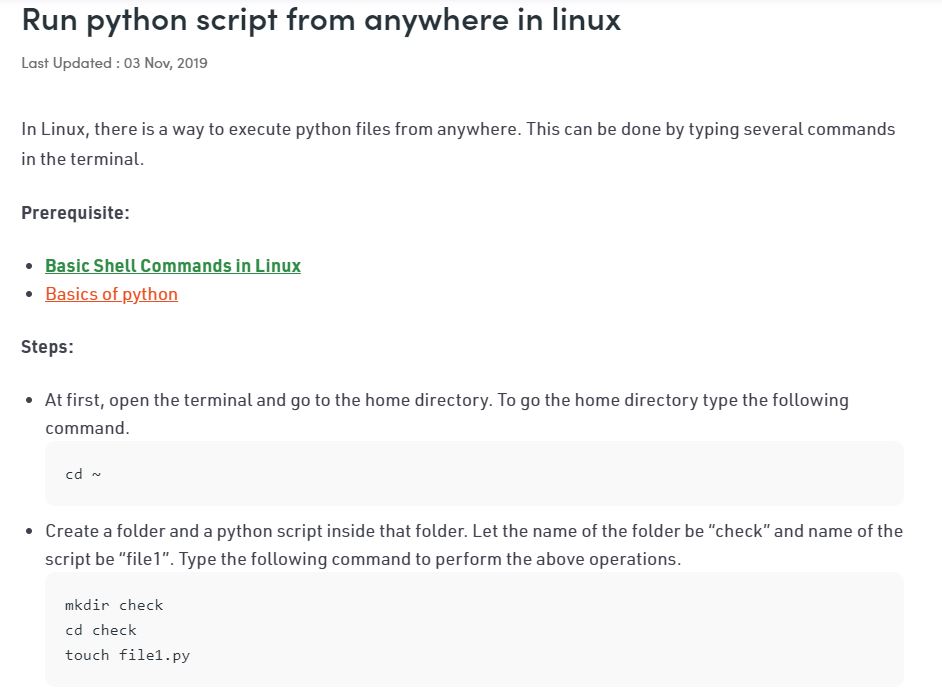 Run python script from anywhere in linux
Last Updated : 03 Nov, 2019
In Linux, there is a way to execute python files from anywhere. This can be done by typing several commands
in the terminal.
Prerequisite:
Basic Shell Commands in Linux
Basics of python
Steps:
At first, open the terminal and go to the home directory. To go the home directory type the following
command.
cd ~
Create a folder and a python script inside that folder. Let the name of the folder be “check” and name of the
script be “file1”. Type the following command to perform the above operations.
mkdir check
cd check
touch file1.py